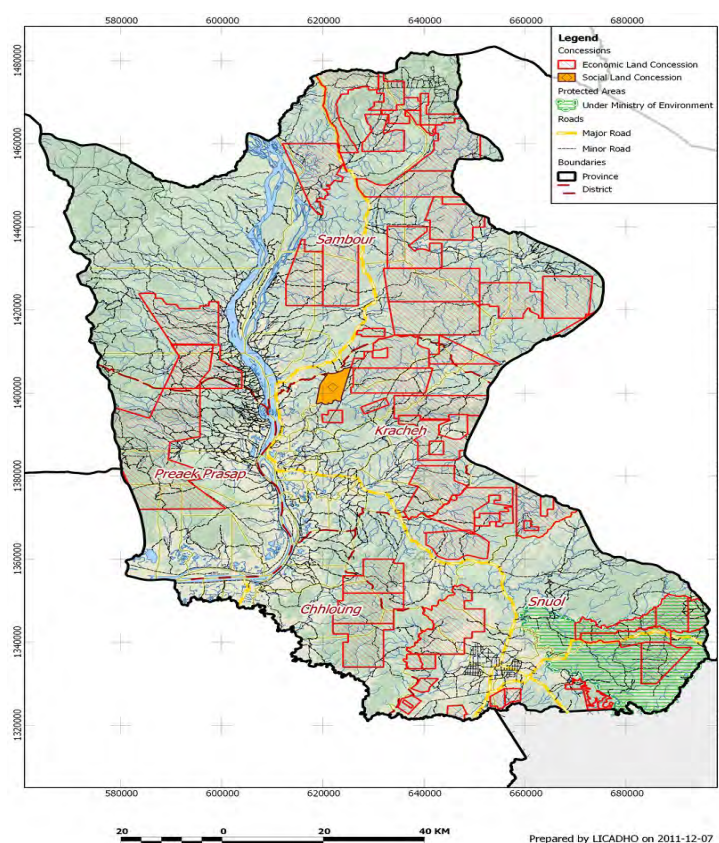 580000 600000 620000 640000 660000 680000
Legend
Concessions
Economic Land Concession
Social Land Concession
Protected Areas
Under Ministry of Environment
Roads
Major Road
Minor Road
Boundaries
Province
District
1480000
1460000
1440000
1420000
1400000
1380000
1360000
1340000
1320000
Sambour
Kracheh
Preaek Prasap
Chhloung
Snuol
580000 600000 620000 640000 660000 680000
20 0 20 40 KM
Prepared by LICADHO on 2011-12-07